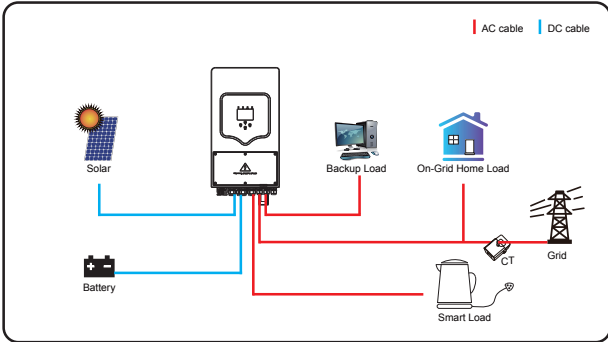 AC cable
DC cable
Solar
Backup Load
On-Grid Home Load
CT
Grid
Battery
Smart Load